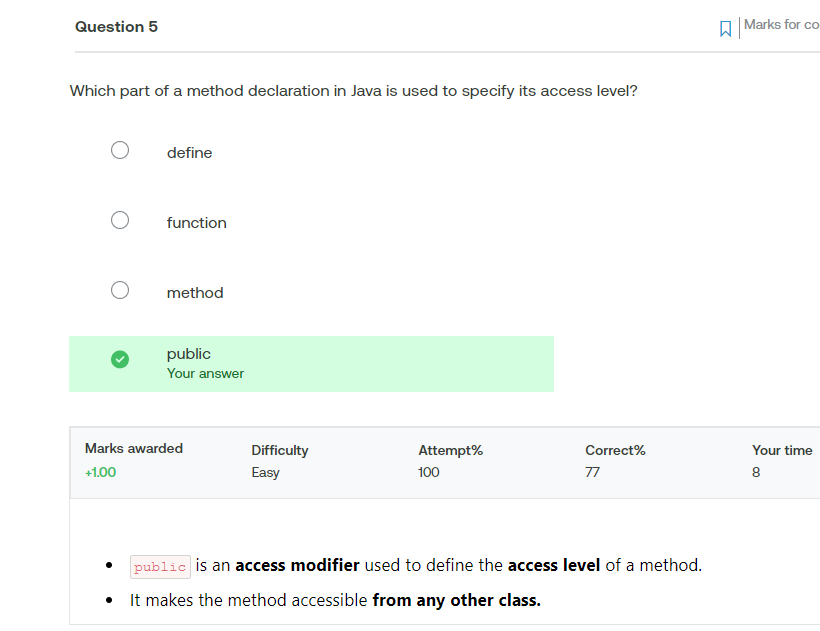 Question 5
Marks for co
Which part of a method declaration in Java is used to specify its access level?
define
function
method
public
Your answer
Marks awarded Difficulty Attempt% Correct% Your time
+1.00 Easy 100 77 8
• public is an access modifier used to define the access level of a method.
• It makes the method accessible from any other class.